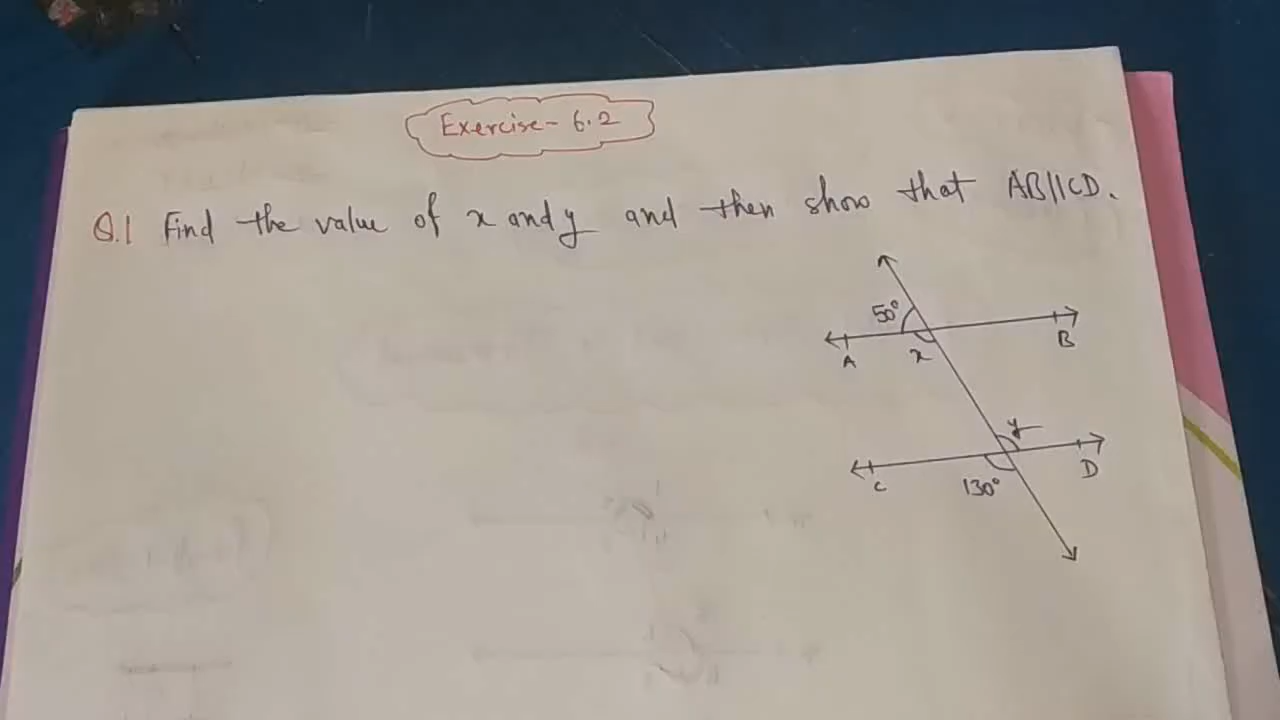 Exercise - 6.2
Q.1 Find the value of x and y and then show that AB||CD.
50°
A
x
B
y
C
130°
D